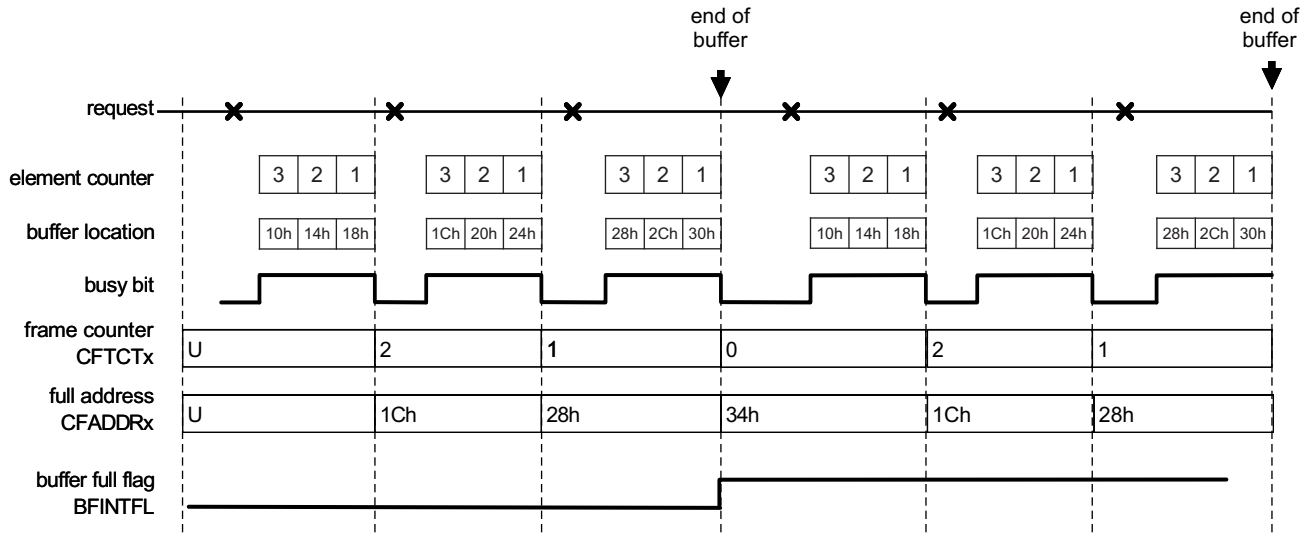 end of
buffer
end of
buffer
request
element counter
3 2 1 3 2 1 3 2 1 3 2 1 3 2 1 3 2 1
buffer location
10h 14h 18h 1Ch 20h 24h 28h 2Ch 30h 10h 14h 18h 1Ch 20h 24h 28h 2Ch 30h
busy bit
frame counter
CFTCTx
U 2 1 0 2 1
full address
CFADDRx
U 1Ch 28h 34h 1Ch 28h
buffer full flag
BFINTFL